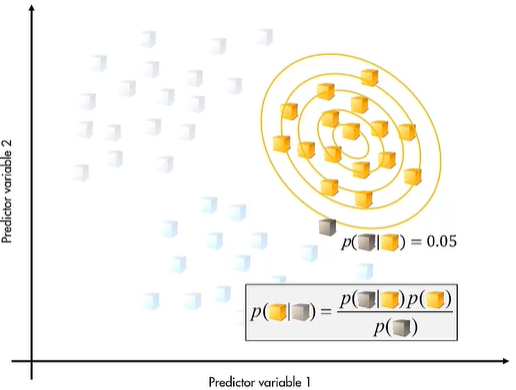 Predictor variable 2
p( | ) = 0.05
p( | ) = p( | )p( ) / p( )
Predictor variable 1